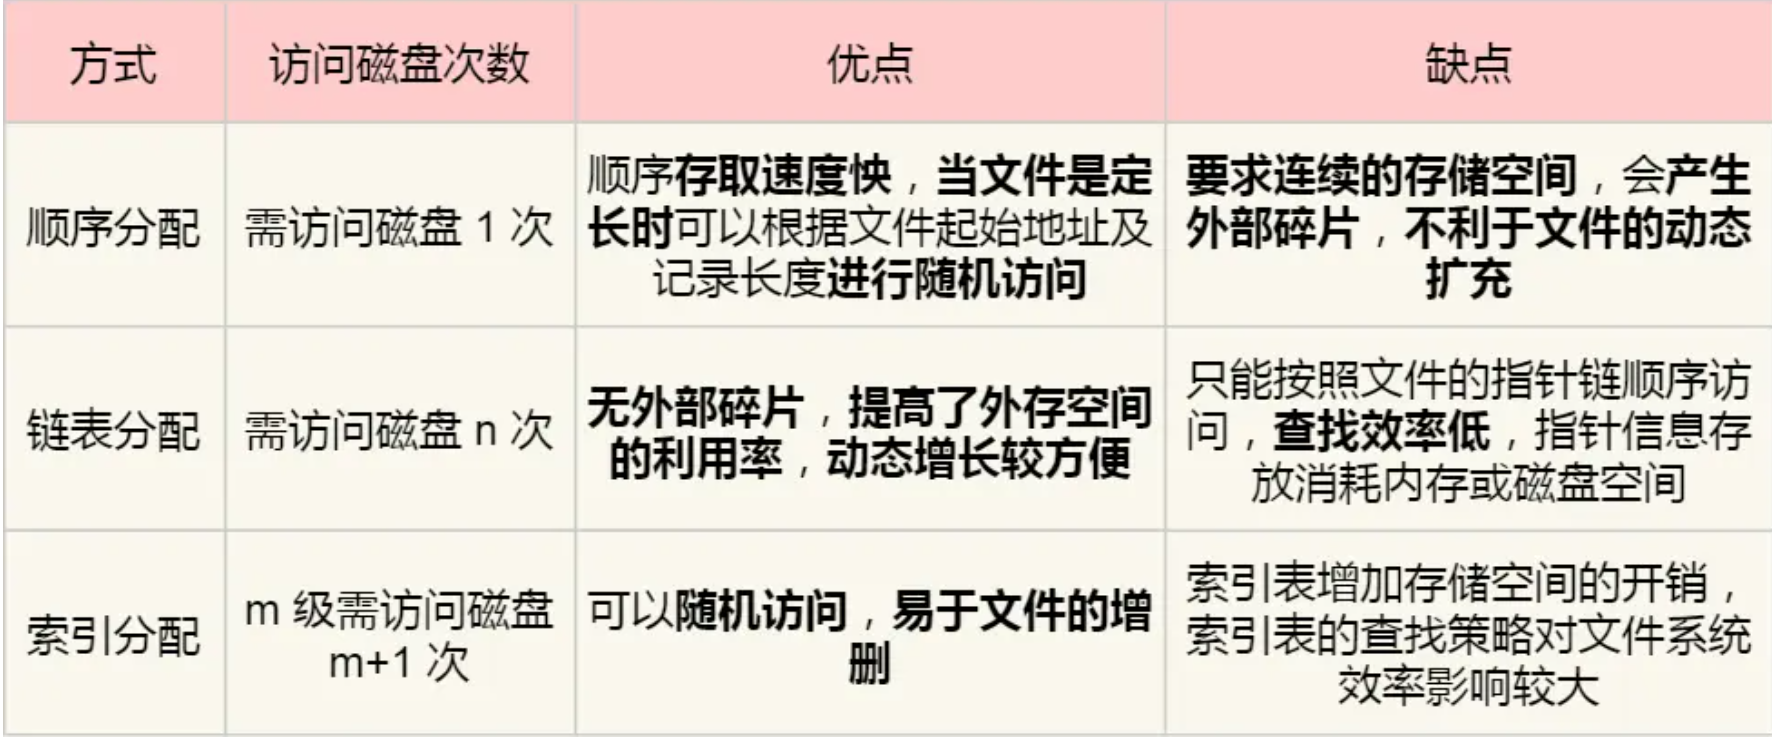 方式
访问磁盘次数
优点
缺点
顺序分配
需访问磁盘 1 次
顺序存取速度快，当文件是定
长时可以根据文件起始地址及
记录长度进行随机访问
要求连续的存储空间，会产生
外部碎片，不利于文件的动态
扩充
链表分配
需访问磁盘 n 次
无外部碎片，提高了外存空间
的利用率，动态增长较方便
只能按照文件的指针链顺序访
问，查找效率低，指针信息存
放消耗内存或磁盘空间
索引分配
m 级需访问磁盘
m+1 次
可以随机访问，易于文件的增
删
索引表增加存储空间的开销，
索引表的查找策略对文件系统
效率影响较大